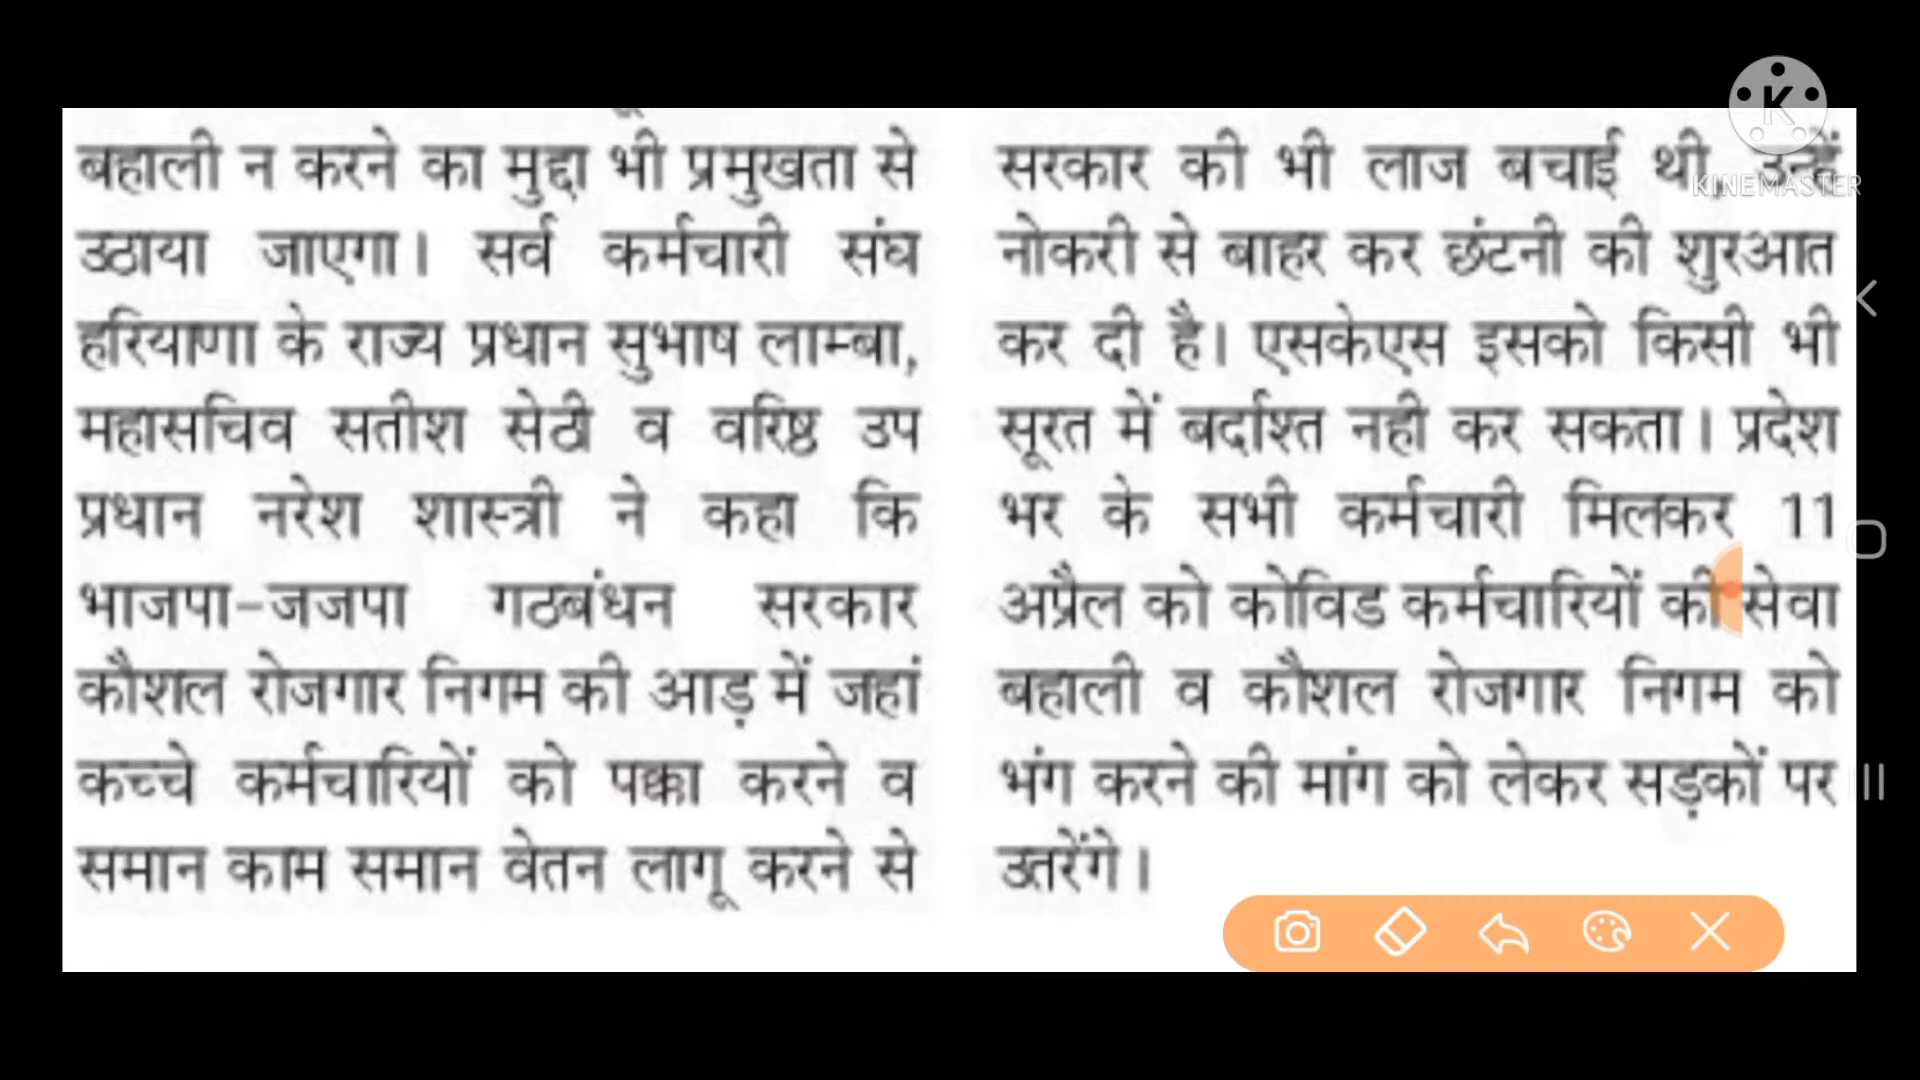 बहाली न करने का मुद्दा भी प्रमुखता से
उठाया जाएगा। सर्व कर्मचारी संघ
हरियाणा के राज्य प्रधान सुभाष लाम्बा,
महासचिव सतीश सेठी व वरिष्ठ उप
प्रधान नरेश शास्त्री ने कहा कि
भाजपा-जजपा गठबंधन सरकार
कौशल रोजगार निगम की आड़ में जहां
कच्चे कर्मचारियों को पक्का करने व
समान काम समान वेतन लागू करने से
सरकार की भी लाज बचाई थी, उन्हें
नोकरी से बाहर कर छंटनी की शुरआत
कर दी है। एसकेएस इसको किसी भी
सूरत में बर्दाश्त नही कर सकता। प्रदेश
भर के सभी कर्मचारी मिलकर 11
अप्रैल को कोविड कर्मचारियों की सेवा
बहाली व कौशल रोजगार निगम को
भंग करने की मांग को लेकर सड़कों पर
उतरेंगे।
K
KINEMASTER